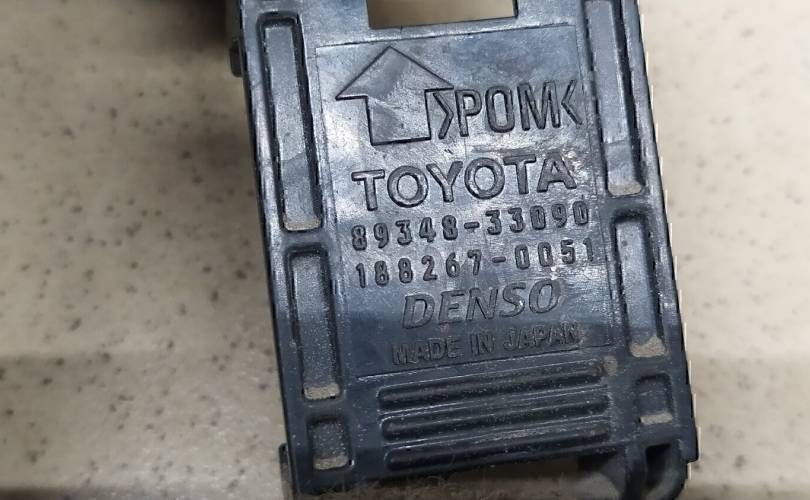 >POM<
TOYOTA
89348-33090
188267-0051
DENSO
MADE IN JAPAN